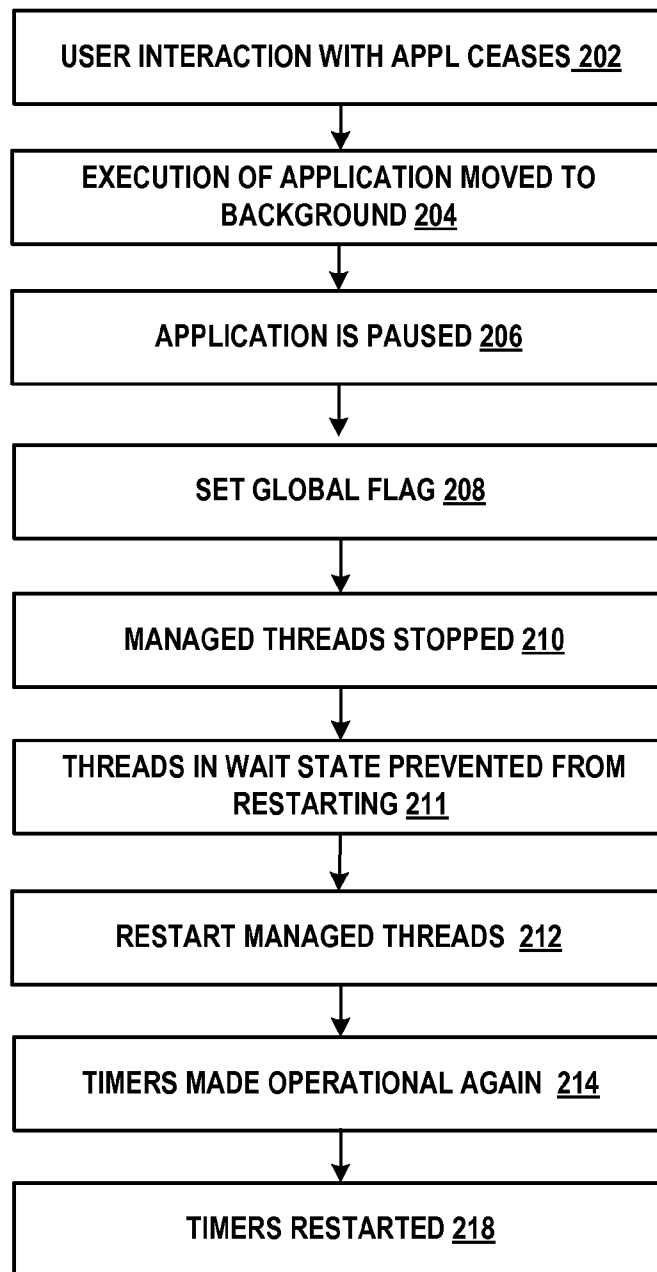 USER INTERACTION WITH APPL CEASES 202
EXECUTION OF APPLICATION MOVED TO
BACKGROUND 204
APPLICATION IS PAUSED 206
SET GLOBAL FLAG 208
MANAGED THREADS STOPPED 210
THREADS IN WAIT STATE PREVENTED FROM
RESTARTING 211
RESTART MANAGED THREADS 212
TIMERS MADE OPERATIONAL AGAIN 214
TIMERS RESTARTED 218